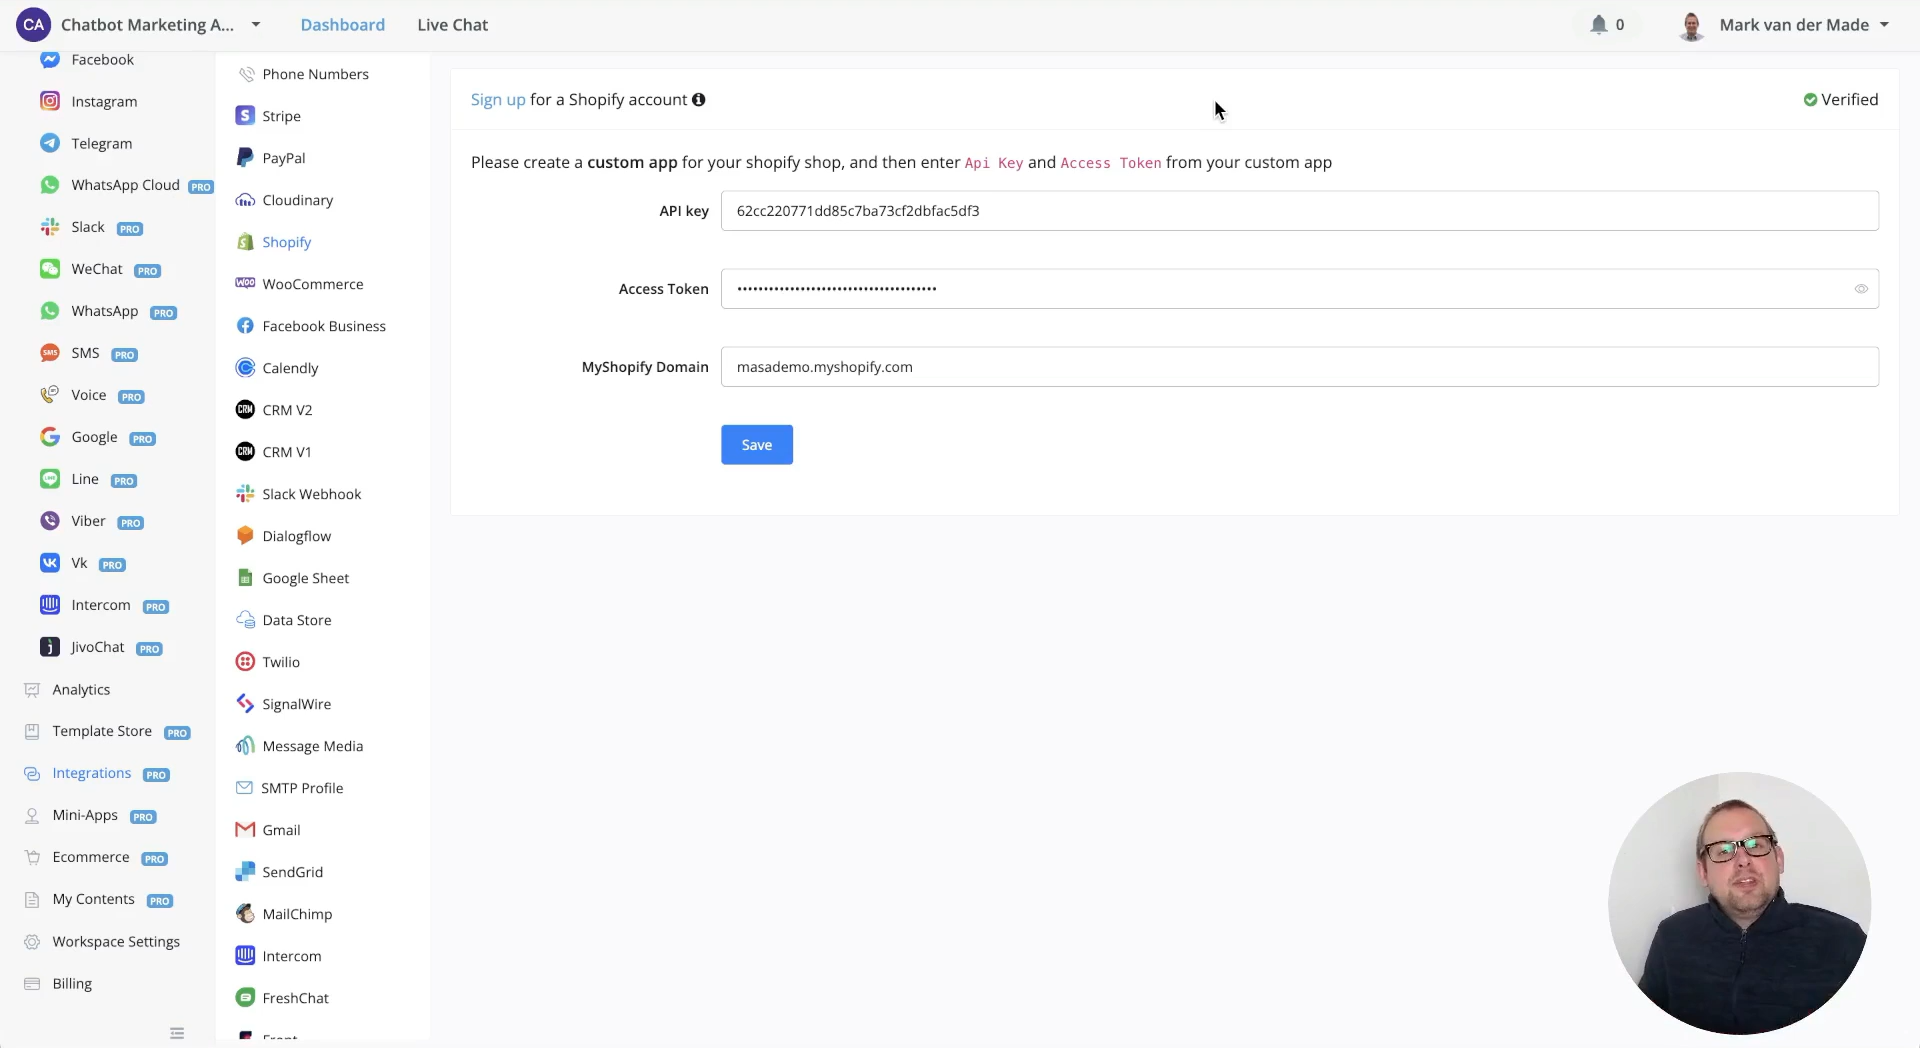 CA Chatbot Marketing A...
Dashboard
Live Chat
0
Mark van der Made
Facebook
Instagram
Telegram
WhatsApp Cloud PRO
Slack PRO
WeChat PRO
WhatsApp PRO
SMS SMS PRO
Voice PRO
Google PRO
Line PRO
Viber PRO
Vk PRO
Intercom PRO
JivoChat PRO
Analytics
Template Store PRO
Integrations PRO
Mini-Apps PRO
Ecommerce PRO
My Contents PRO
Workspace Settings
Billing
Phone Numbers
Stripe
PayPal
Cloudinary
Shopify
WOO WooCommerce
Facebook Business
Calendly
CRM CRM V2
CRM CRM V1
Slack Webhook
Dialogflow
Google Sheet
Data Store
Twilio
SignalWire
Message Media
SMTP Profile
Gmail
SendGrid
MailChimp
Intercom
FreshChat
Front
Sign up for a Shopify account
Verified
Please create a custom app for your shopify shop, and then enter Api Key and Access Token from your custom app
API key
62cc220771dd85c7ba73cf2dbfac5df3
Access Token
MyShopify Domain
masademo.myshopify.com
Save